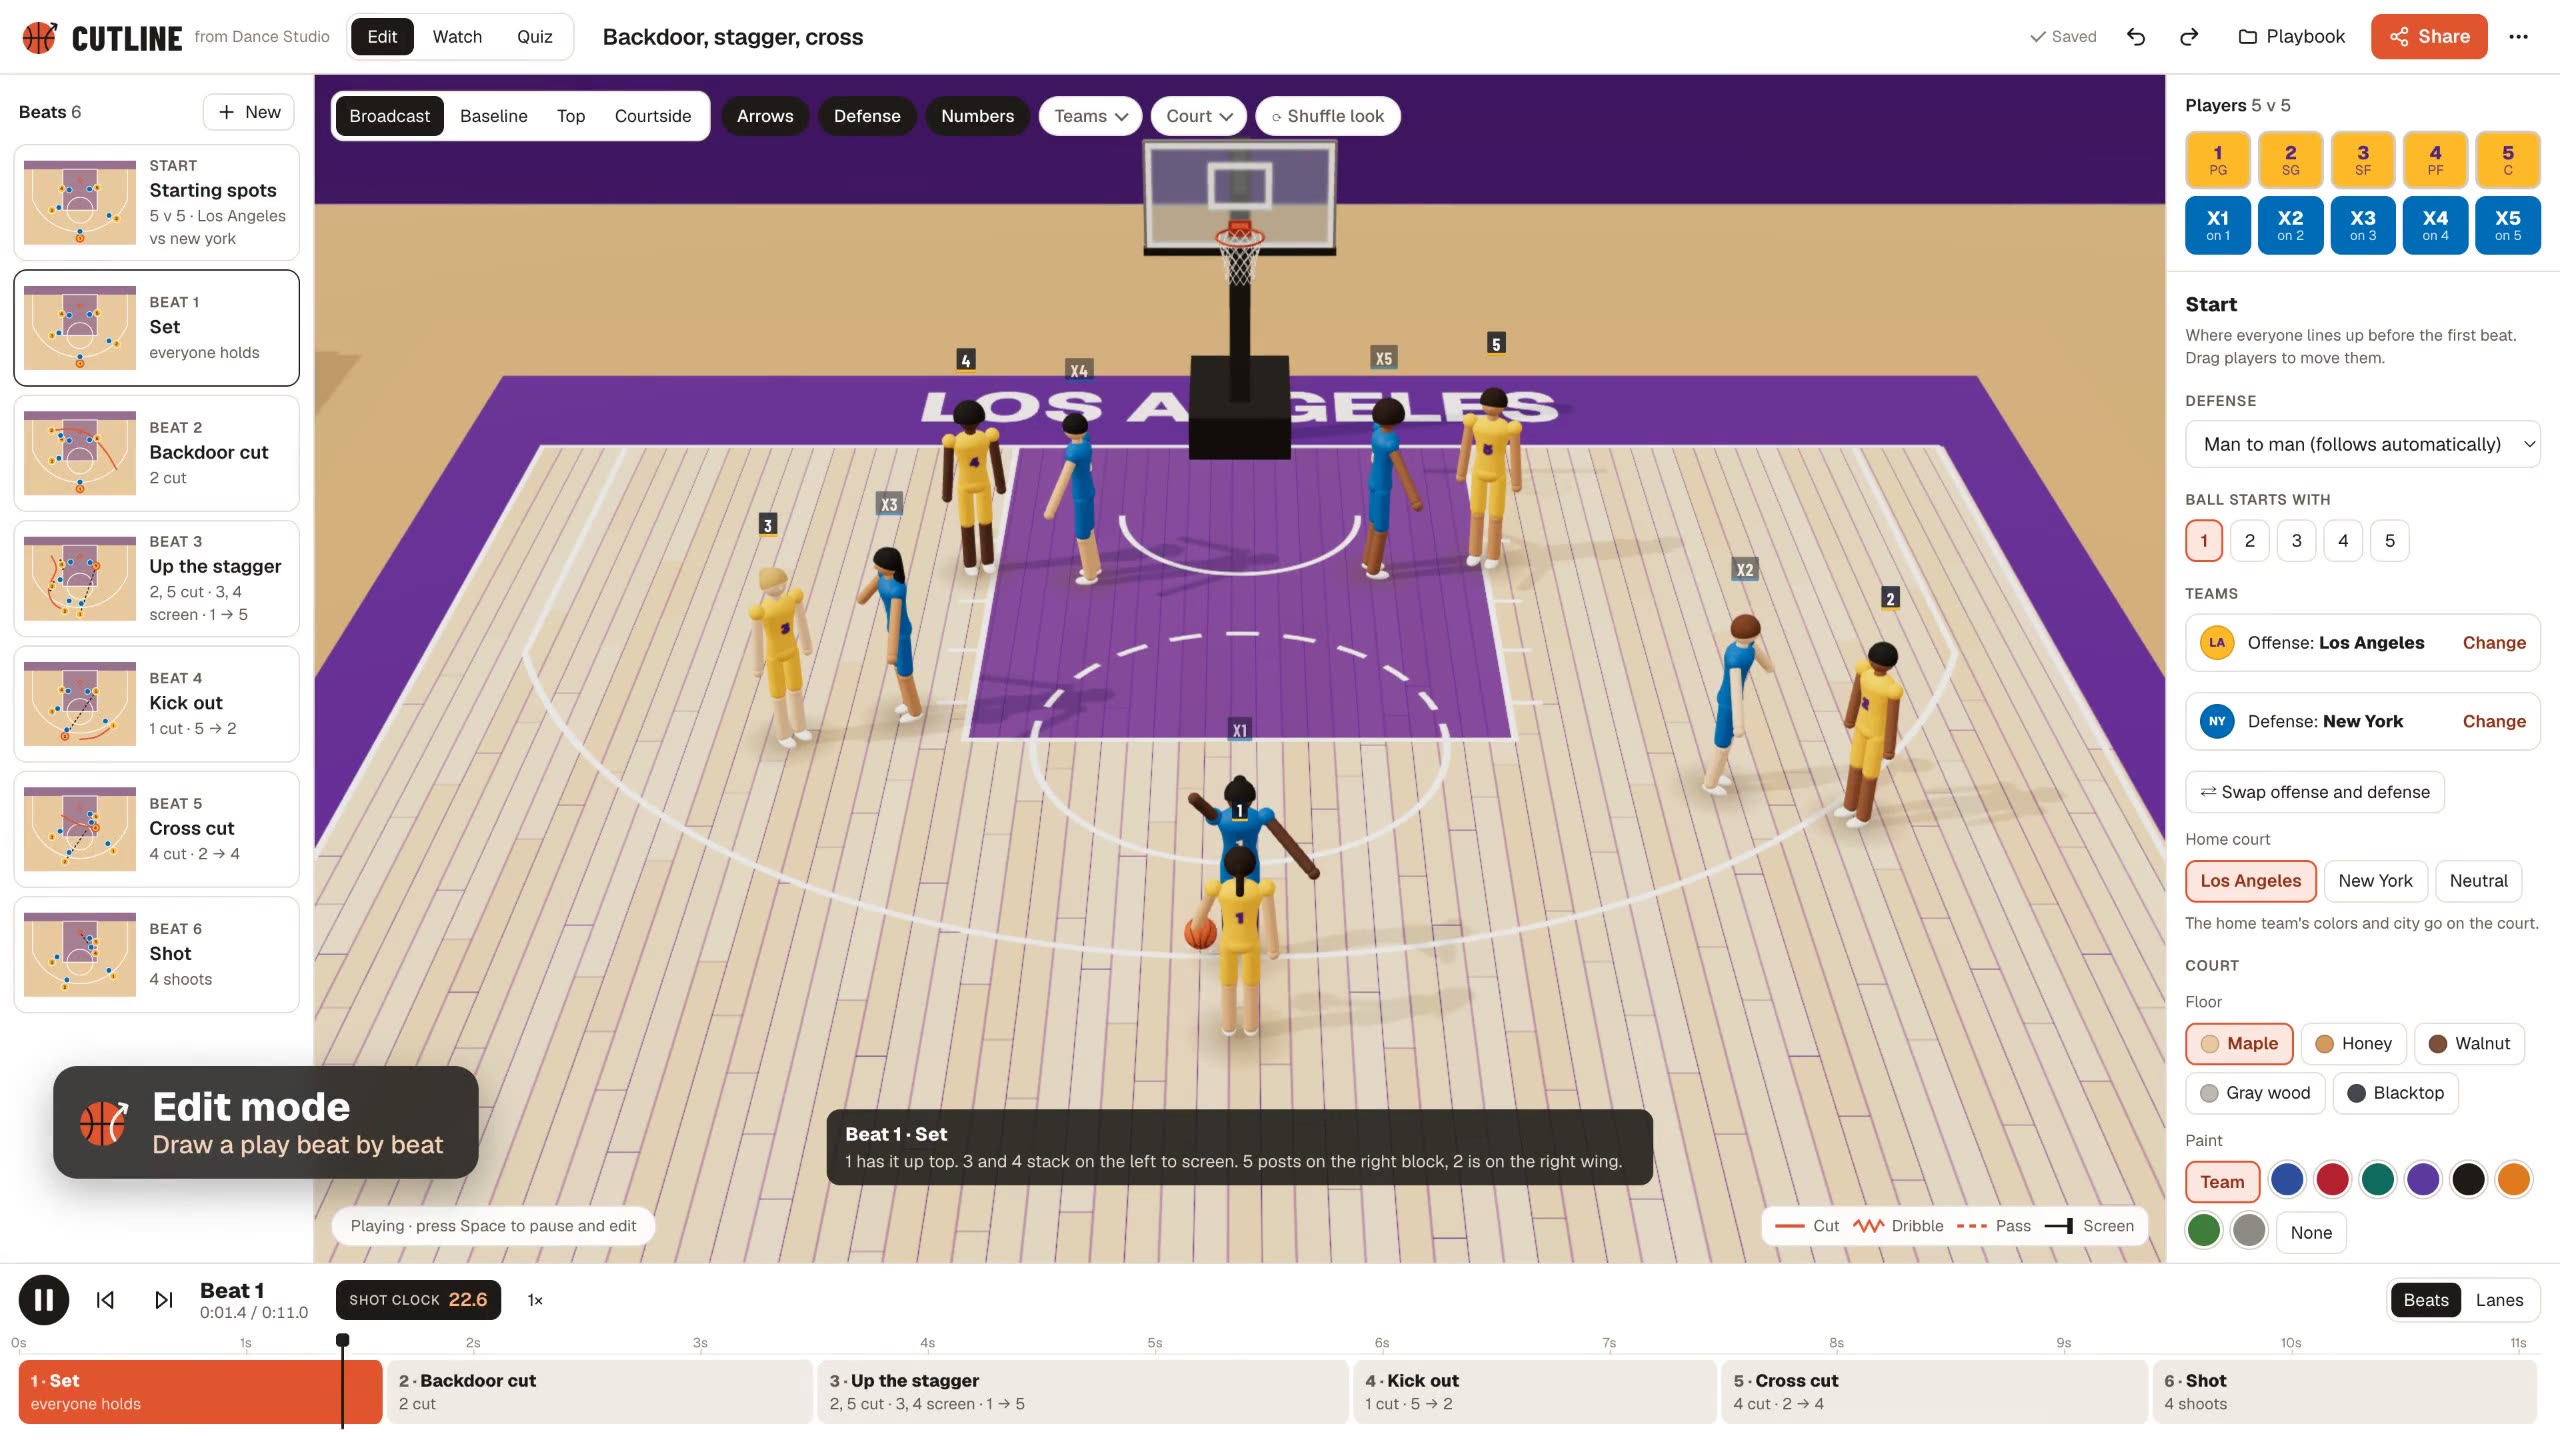 CUTLINE from Dance Studio
Edit Watch Quiz
Backdoor, stagger, cross
Saved
Playbook
Share
Beats 6
New
START
Starting spots
5 v 5 · Los Angeles
vs new york
BEAT 1
Set
everyone holds
BEAT 2
Backdoor cut
2 cut
BEAT 3
Up the stagger
2, 5 cut · 3, 4
screen · 1 → 5
BEAT 4
Kick out
1 cut · 5 → 2
BEAT 5
Cross cut
4 cut · 2 → 4
BEAT 6
Shot
4 shoots
Edit mode
Draw a play beat by beat
Broadcast Baseline Top Courtside
Arrows Defense Numbers Teams Court Shuffle look
LOS ANGELES
4
X4
X5
5
3
X3
X2
2
X1
1
4
5
3
2
1
Beat 1 · Set
1 has it up top. 3 and 4 stack on the left to screen. 5 posts on the right block, 2 is on the right wing.
Playing · press Space to pause and edit
Cut Dribble Pass Screen
Players 5 v 5
1 2 3 4 5
PG SG SF PF C
X1 X2 X3 X4 X5
on 1 on 2 on 3 on 4 on 5
Start
Where everyone lines up before the first beat.
Drag players to move them.
DEFENSE
Man to man (follows automatically)
BALL STARTS WITH
1 2 3 4 5
TEAMS
LA Offense: Los Angeles Change
NY Defense: New York Change
Swap offense and defense
Home court
Los Angeles New York Neutral
The home team's colors and city go on the court.
COURT
Floor
Maple Honey Walnut
Gray wood Blacktop
Paint
Team
None
Beat 1
0:01.4 / 0:11.0
SHOT CLOCK 22.6
1×
Beats Lanes
0s 1s 2s 3s 4s 5s 6s 7s 8s 9s 10s 11s
1 · Set
everyone holds
2 · Backdoor cut
2 cut
3 · Up the stagger
2, 5 cut · 3, 4 screen · 1 → 5
4 · Kick out
1 cut · 5 → 2
5 · Cross cut
4 cut · 2 → 4
6 · Shot
4 shoots